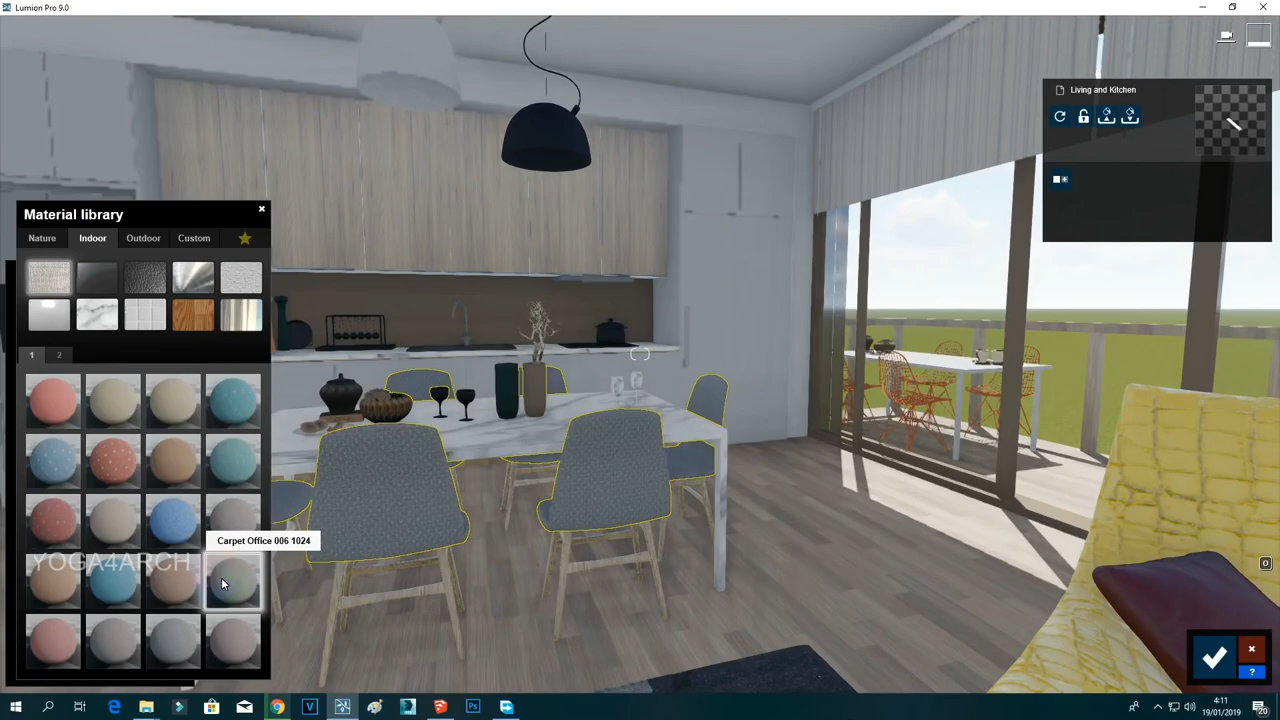 Lumion Pro 9.0
Living and Kitchen
Material library
Nature
Indoor
Outdoor
Custom
1
2
Carpet Office 006 1024
YOGA4ARCH
?
4:11
19/01/2019
20